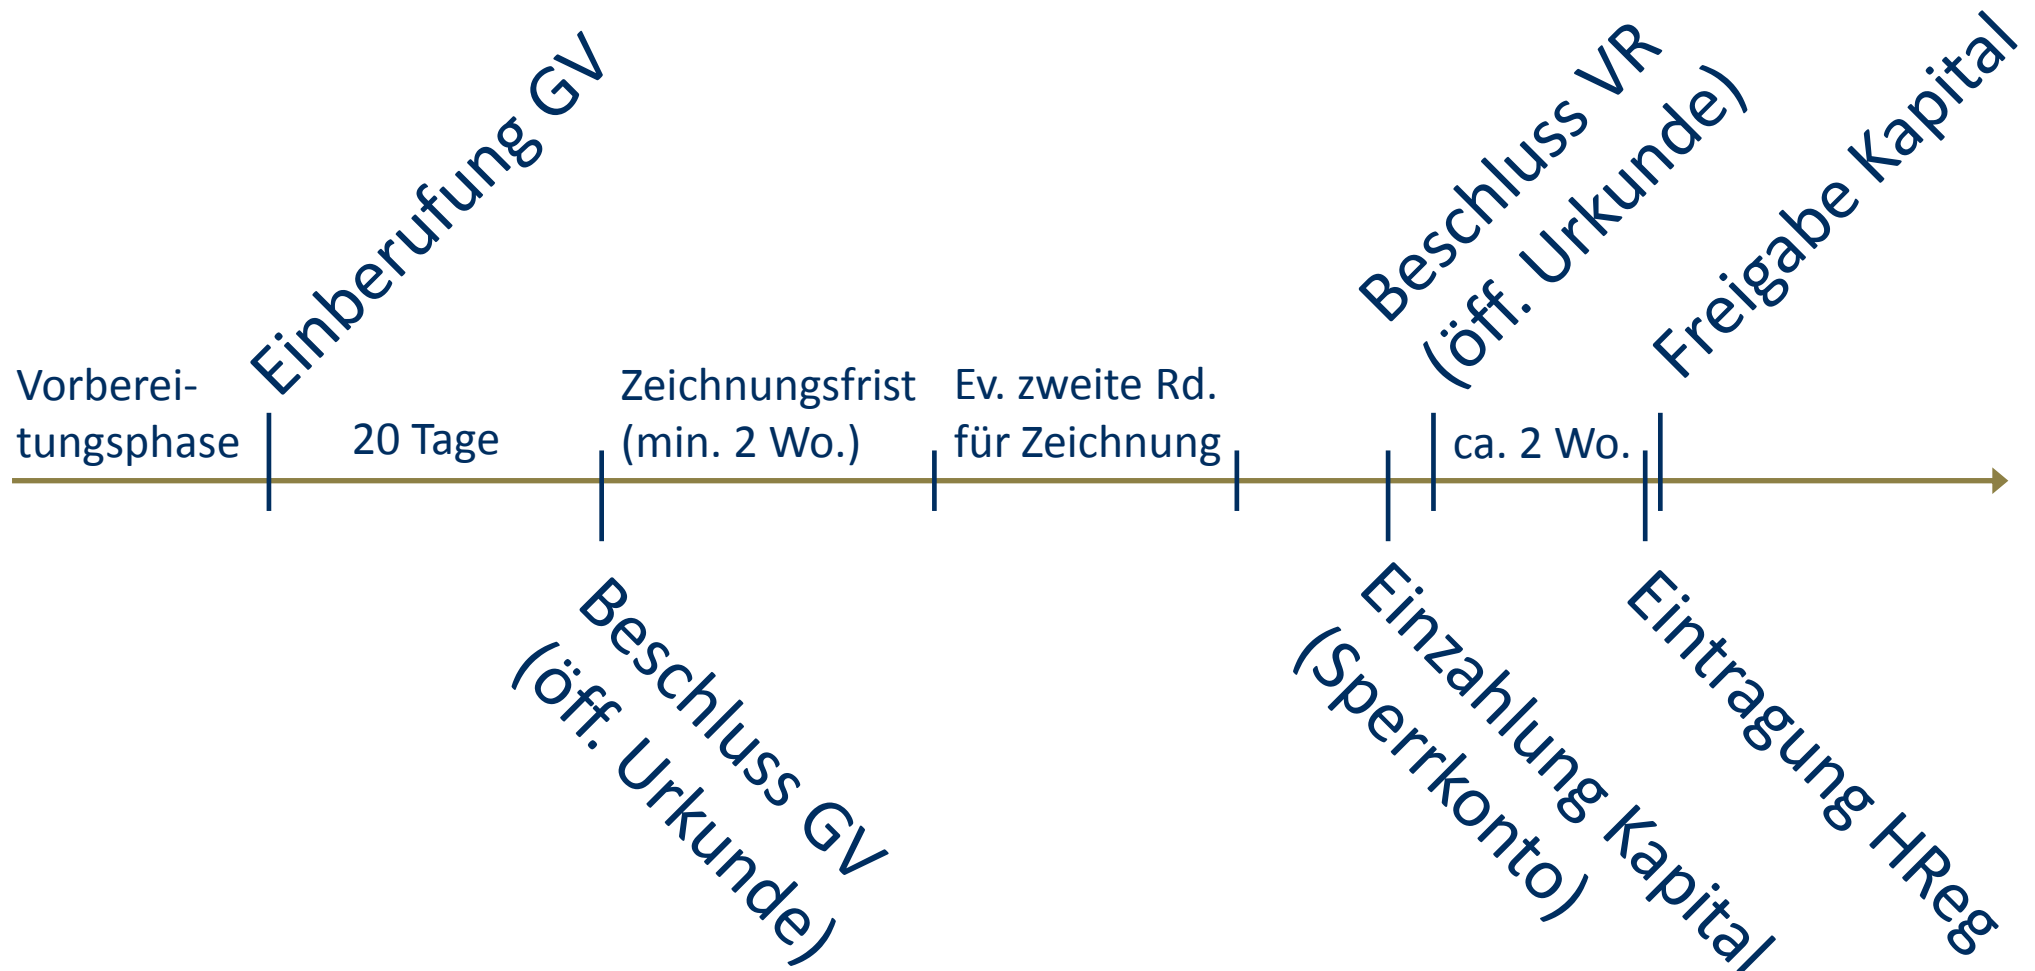 Einberufung GV
Beschluss VR
(öff. Urkunde)
Freigabe Kapital
Vorberei-
tungsphase
20 Tage
Zeichnungsfrist
(min. 2 Wo.)
Ev. zweite Rd.
für Zeichnung
ca. 2 Wo.
Beschluss GV
(öff. Urkunde)
Einzahlung Kapital
(Sperrkonto)
Eintragung HReg